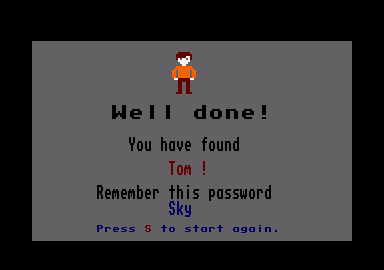 Well done!
You have found
Tom !
Remember this password
Sky
Press S to start again.